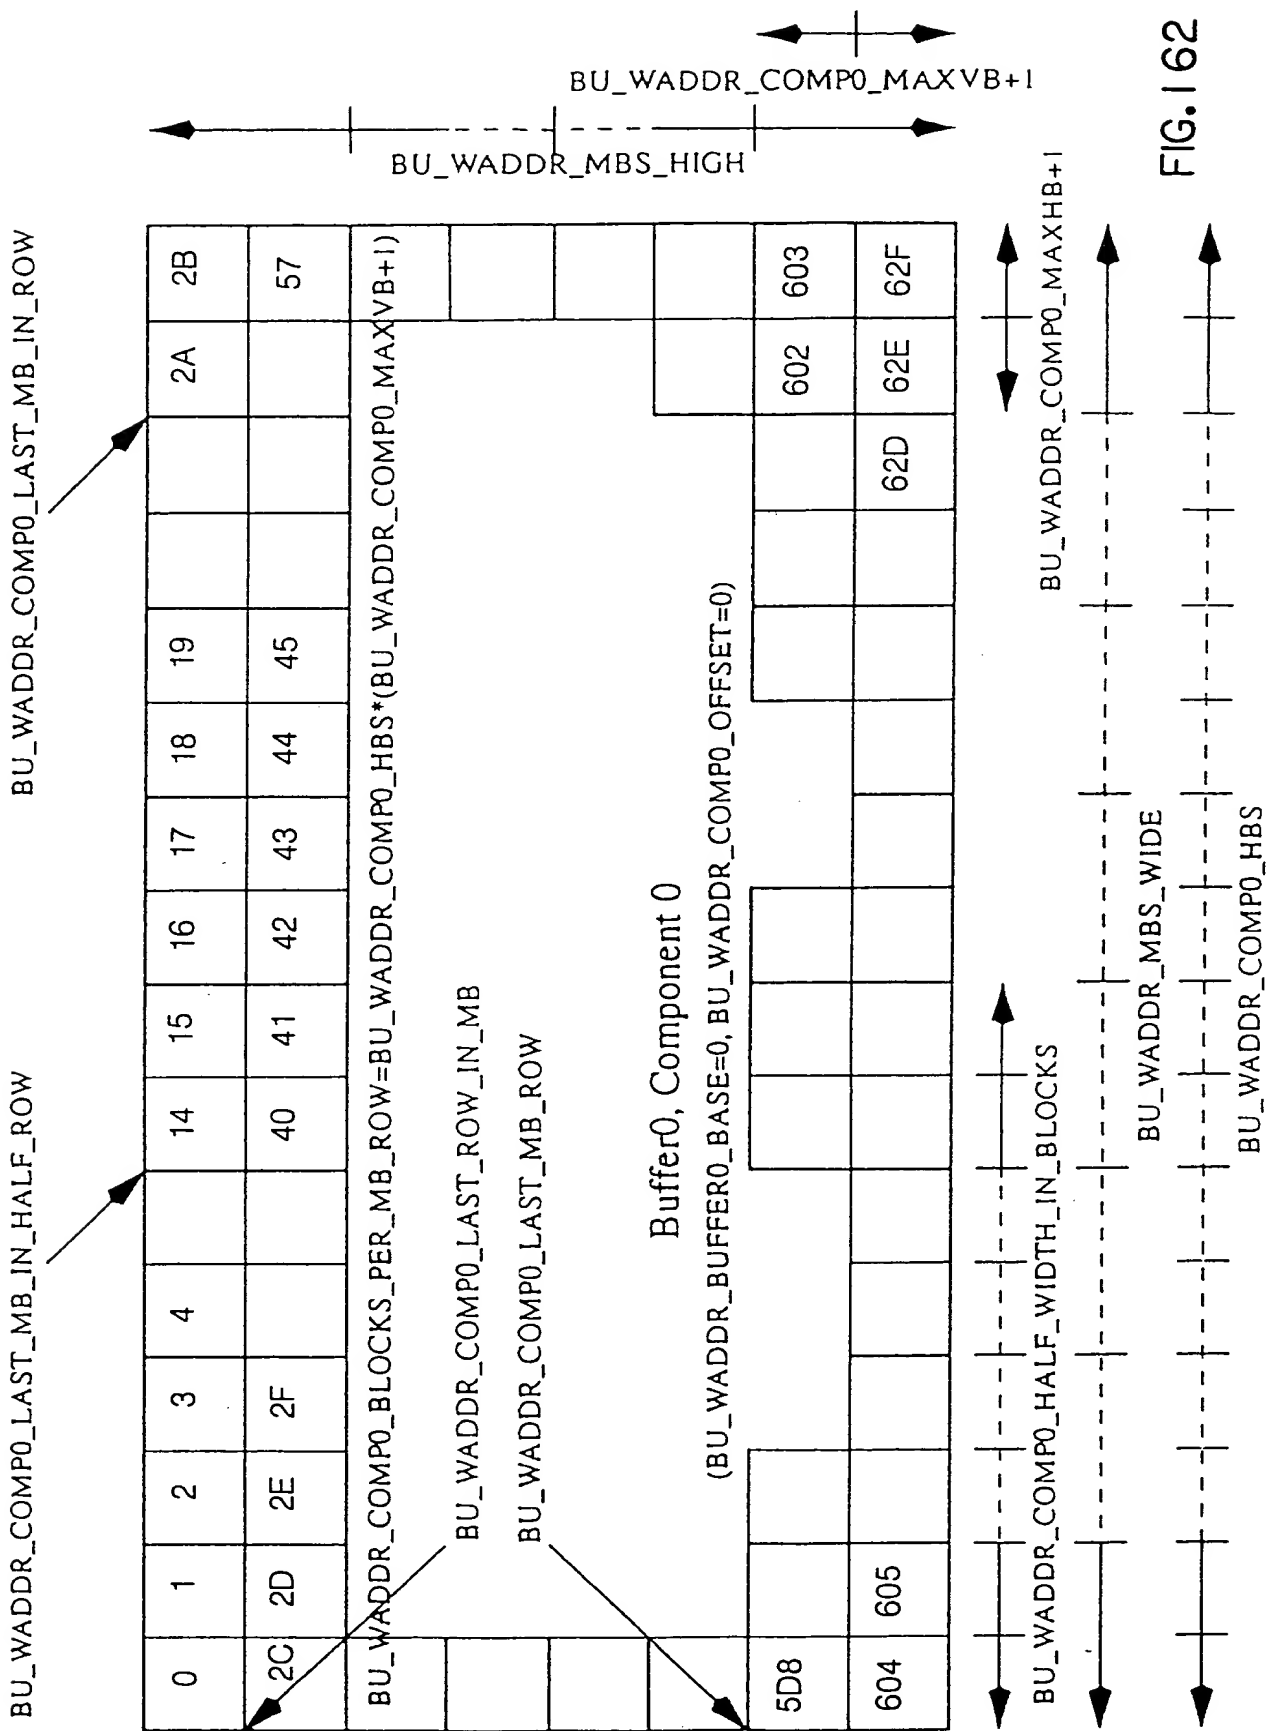 BU_WADDR_COMP0_LAST_MB_IN_HALF_ROW
BU_WADDR_COMP0_LAST_MB_IN_ROW
0 1 2 3 4 14 15 16 17 18 19 2A 2B
2C 2D 2E 2F 40 41 42 43 44 45 57
BU_WADDR_COMP0_BLOCKS_PER_MB_ROW=BU_WADDR_COMP0_HBS*(BU_WADDR_COMP0_MAXVB+1)
BU_WADDR_MBS_HIGH
BU_WADDR_COMP0_LAST_ROW_IN_MB
BU_WADDR_COMP0_LAST_MB_ROW
BU_WADDR_COMP0_MAXVB+1
Buffer0, Component 0
(BU_WADDR_BUFFER0_BASE=0, BU_WADDR_COMP0_OFFSET=0)
5D8 602 603
604 605 62D 62E 62F
BU_WADDR_COMP0_HALF_WIDTH_IN_BLOCKS
BU_WADDR_COMP0_MAXHB+1
BU_WADDR_MBS_WIDE
BU_WADDR_COMP0_HBS
FIG.162